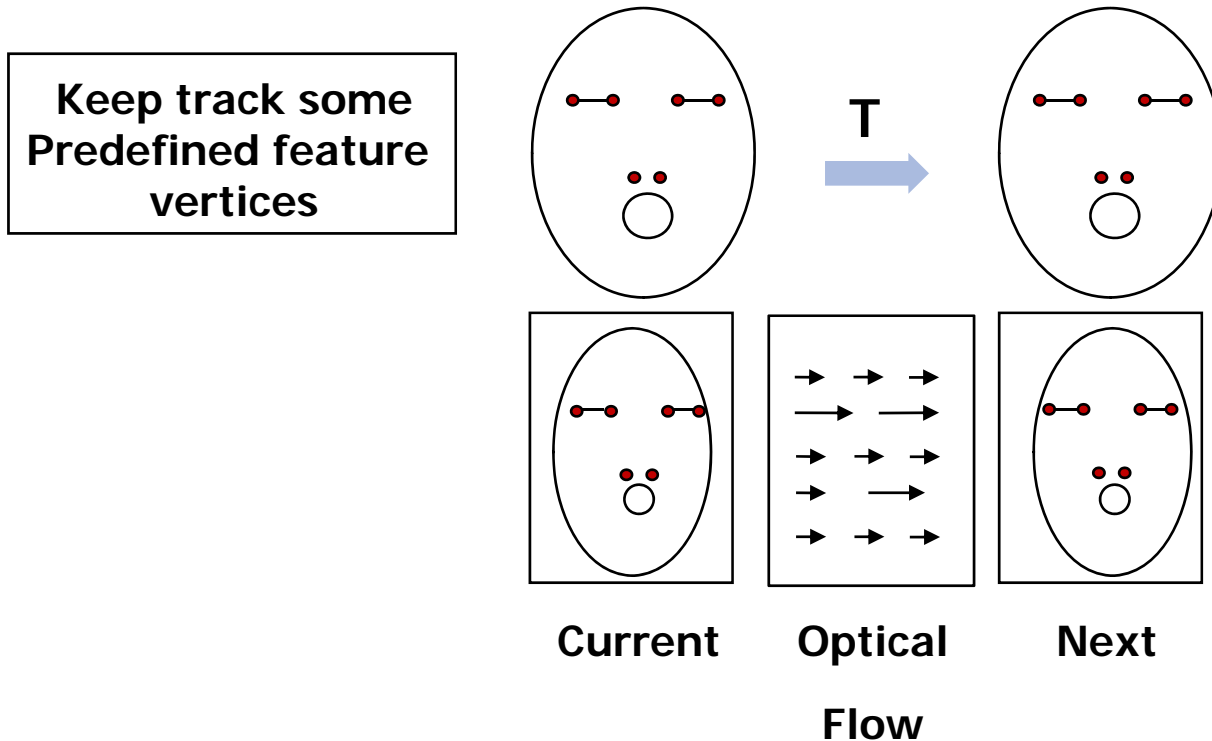 Keep track some
Predefined feature
vertices
T
Current
Optical
Flow
Next